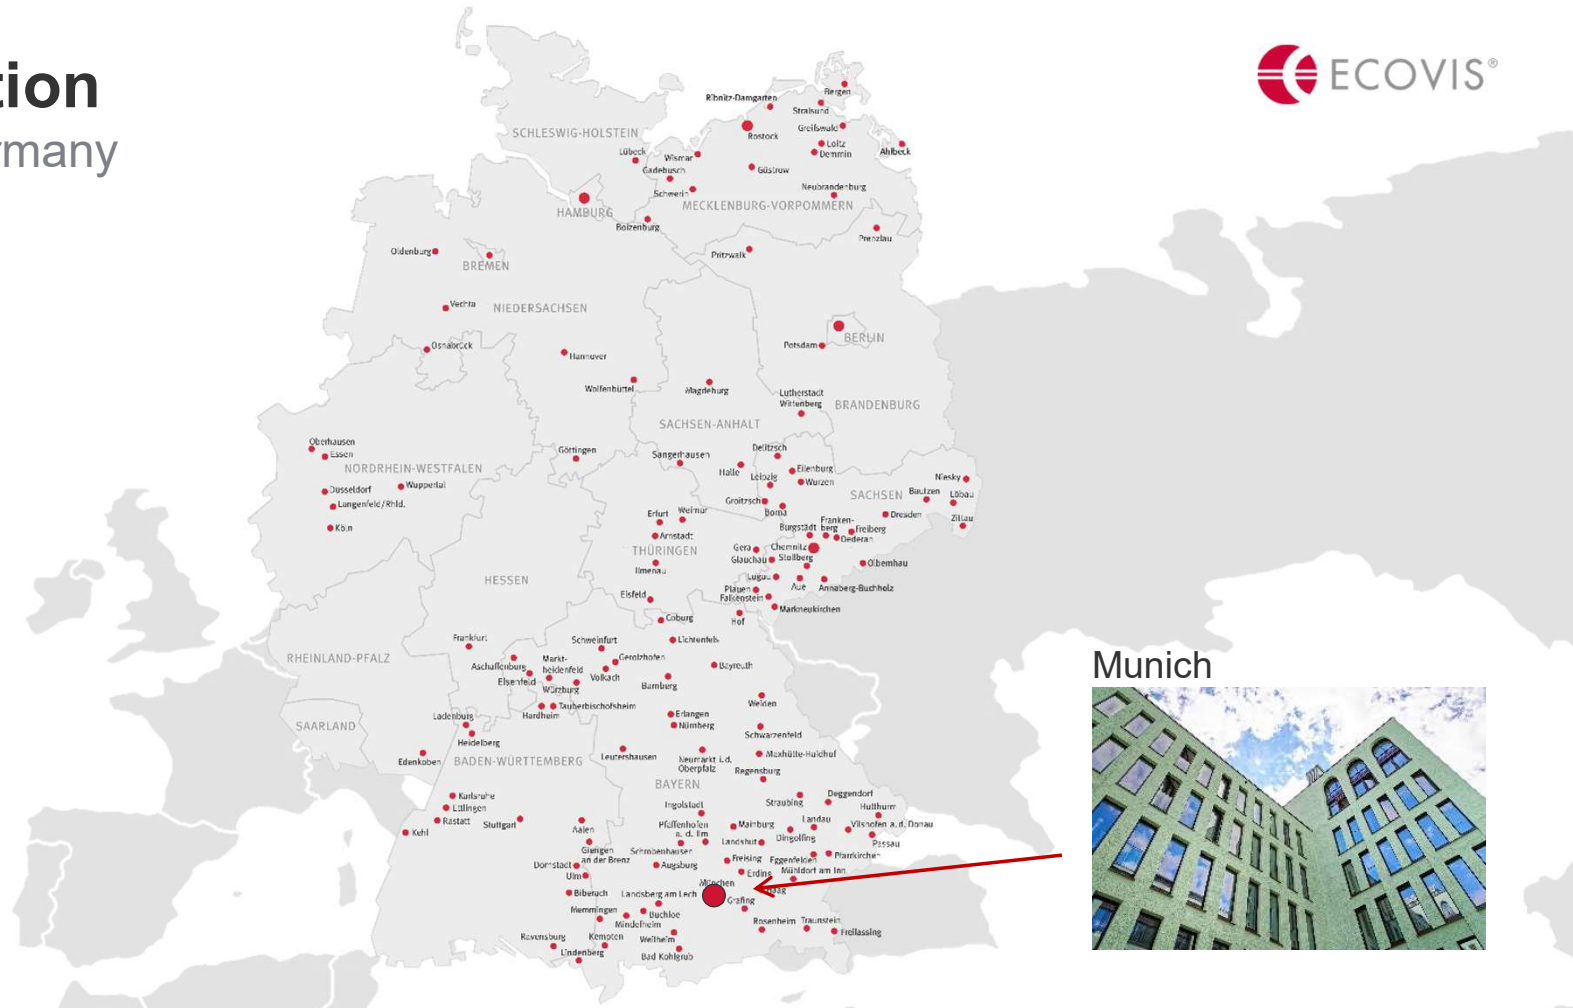 tion
rmany
ECOVIS®
Bergen
Ribnitz-Damgarten
Stralsund
Greifswald
Rostock
SCHLESWIG-HOLSTEIN
Loitz
Demmin
Ahlbeck
Lübeck
Wismar
Gadebusch
Güstrow
Schwerin
Neubrandenburg
MECKLENBURG-VORPOMMERN
HAMBURG
Boizenburg
Prenzlau
Oldenburg
Pritzwalk
BREMEN
Vechta
NIEDERSACHSEN
BERLIN
Potsdam
Osnabrück
Hannover
Wolfenbüttel
Magdeburg
Lutherstadt
Wittenberg
BRANDENBURG
SACHSEN-ANHALT
Oberhausen
Essen
Göttingen
Sangerhausen
Delitzsch
NORDRHEIN-WESTFALEN
Halle
Leipzig
Eilenburg
Wurzen
Niesky
Düsseldorf
Wuppertal
SACHSEN
Bautzen
Löbau
Langenfeld/Rhld.
Groitzsch
Borna
Dresden
Zittau
Köln
Erfurt
Weimar
Burgstädt
Franken-
berg
Freiberg
Oederan
Arnstadt
THÜRINGEN
Gera
Chemnitz
Glauchau
Stollberg
Olbernhau
Ilmenau
Lugau
Aue
Annaberg-Buchholz
HESSEN
Plauen
Falkenstein
Eisfeld
Markneukirchen
Coburg
Hof
Frankfurt
Schweinfurt
Lichtenfels
RHEINLAND-PFALZ
Aschaffenburg
Markt-
heidenfeld
Gerolzhofen
Bayreuth
Elsenfeld
Volkach
Würzburg
Bamberg
Weiden
Hardheim
Tauberbischofsheim
Ladenburg
Erlangen
Nürnberg
SAARLAND
Heidelberg
Schwarzenfeld
Edenkoben
BADEN-WÜRTTEMBERG
Leutershausen
Neumarkt i.d.
Oberpfalz
Maxhütte-Haidhof
Regensburg
BAYERN
Karlsruhe
Ettlingen
Rastatt
Kehl
Stuttgart
Aalen
Ingolstadt
Straubing
Deggendorf
Hutthurm
Pfaffenhofen
a. d. Ilm
Mainburg
Landau
Vilshofen a. d. Donau
Dingolfing
Passau
Giengen
an der Brenz
Schrobenhausen
Landshut
Dornstadt
Augsburg
Freising
Eggenfelden
Pfarrkirchen
Ulm
Erding
Mühldorf am Inn
München
Biberach
Landsberg am Lech
Grafing
Memmingen
Buchloe
Mindelheim
Rosenheim
Traunstein
Freilassing
Ravensburg
Kempten
Weilheim
Lindenberg
Bad Kohlgrub
Munich